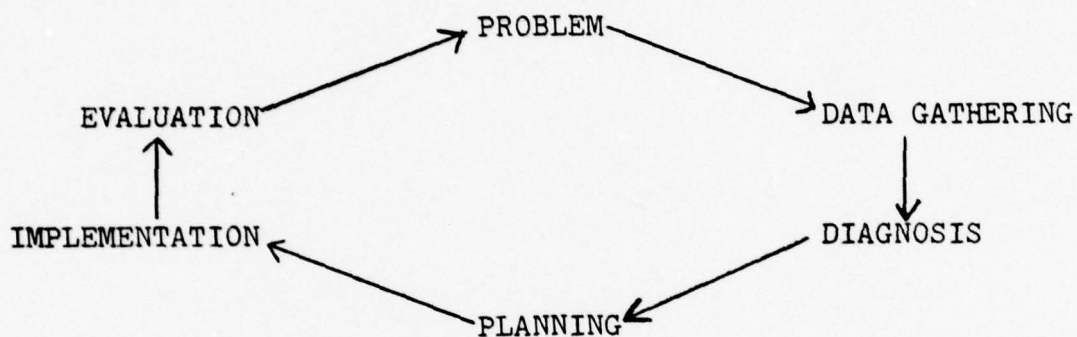 PROBLEM
EVALUATION
DATA GATHERING
IMPLEMENTATION
DIAGNOSIS
PLANNING